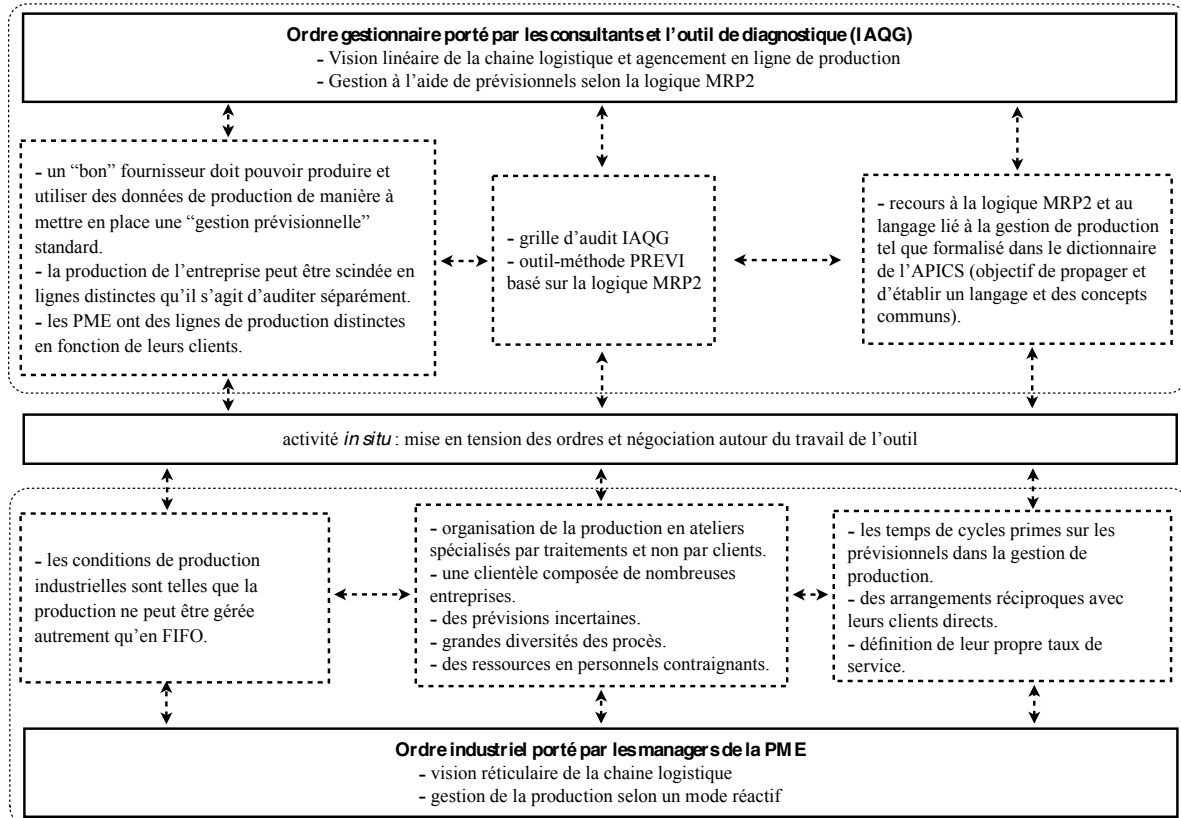 Ordre gestionnaire porté par les consultants et l'outil de diagnostique (IAQG)
- Vision linéaire de la chaine logistique et agencement en ligne de production
- Gestion à l'aide de prévisionnels selon la logique MRP2
- un “bon” fournisseur doit pouvoir produire et
utiliser des données de production de manière à
mettre en place une “gestion prévisionnelle”
standard.
- la production de l'entreprise peut être scindée en
lignes distinctes qu'il s'agit d'auditer séparément.
- les PME ont des lignes de production distinctes
en fonction de leurs clients.
- grille d'audit IAQG
- outil-méthode PREVI
basé sur la logique MRP2
- recours à la logique MRP2 et au
langage lié à la gestion de production
tel que formalisé dans le dictionnaire
de l'APICS (objectif de propager et
d'établir un langage et des concepts
communs).
activité in situ : mise en tension des ordres et négociation autour du travail de l'outil
- les conditions de production
industrielles sont telles que la
production ne peut être gérée
autrement qu'en FIFO.
- organisation de la production en ateliers
spécialisés par traitements et non par clients.
- une clientèle composée de nombreuses
entreprises.
- des prévisions incertaines.
- grandes diversités des procès.
- des ressources en personnels contraignants.
- les temps de cycles primes sur les
prévisionnels dans la gestion de
production.
- des arrangements réciproques avec
leurs clients directs.
- définition de leur propre taux de
service.
Ordre industriel porté par les managers de la PME
- vision réticulaire de la chaine logistique
- gestion de la production selon un mode réactif